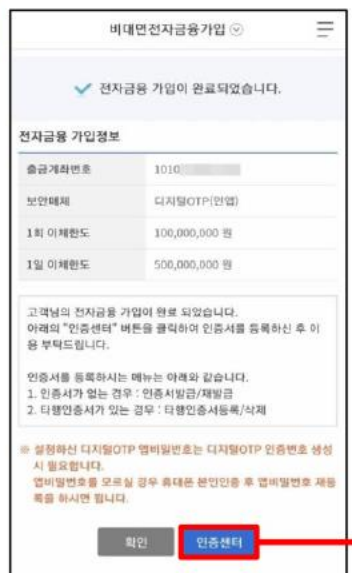 비대면전자금융가입
전자금융 가입이 완료되었습니다.
전자금융 가입정보
출금계좌번호 1010
보안매체 디지털OTP(인앱)
1회 이체한도 100,000,000 원
1일 이체한도 500,000,000 원
고객님의 전자금융 가입이 완료 되었습니다.
아래의 "인증센터" 버튼을 클릭하여 인증서를 등록하신 후 이
용 부탁드립니다.
인증서를 등록하시는 메뉴는 아래와 같습니다.
1. 인증서가 없는 경우 : 인증서발급/재발급
2. 타행인증서가 있는 경우 : 타행인증서등록/삭제
※ 설정하신 디지털OTP 앱비밀번호는 디지털OTP 인증번호 생성
시 필요합니다.
앱비밀번호를 모르실 경우 휴대폰 본인인증 후 앱비밀번호 재등
록을 하시면 됩니다.
확인 인증센터